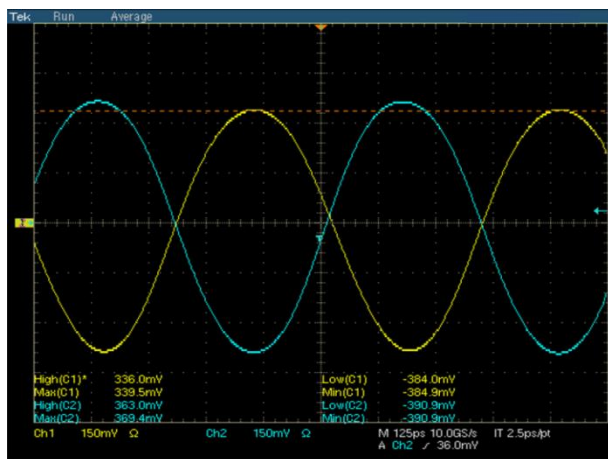 Tek Run Average
High(C1)* 336.0mV Low(C1) -384.0mV
Max(C1) 339.5mV Min(C1) -384.9mV
High(C2) 363.0mV Low(C2) -390.9mV
Max(C2) 369.4mV Min(C2) -390.9mV
Ch1 150mV Ω Ch2 150mV Ω M 125ps 10.0GS/s IT 2.5ps/pt
A Ch2 ⁄ 36.0mV